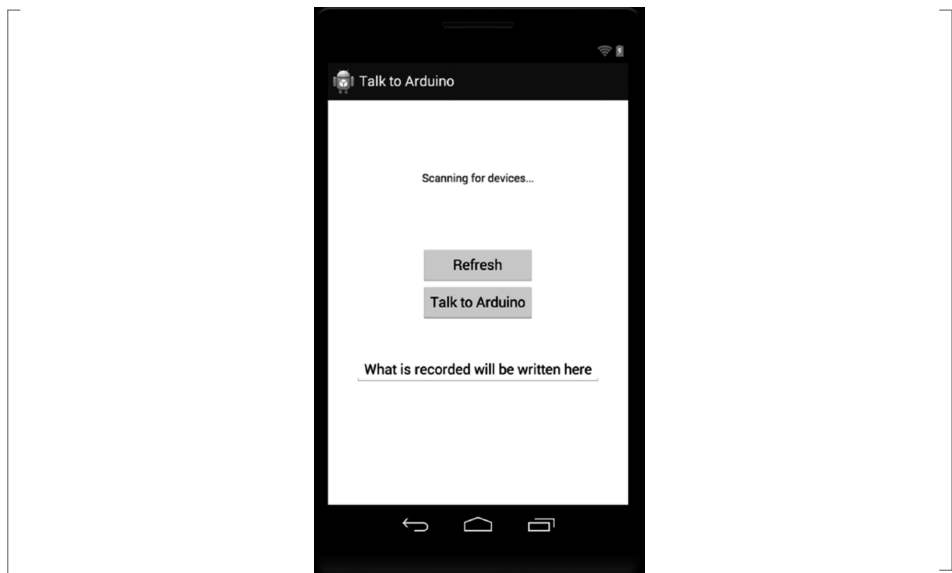 Talk to Arduino
Scanning for devices...
Refresh
Talk to Arduino
What is recorded will be written here